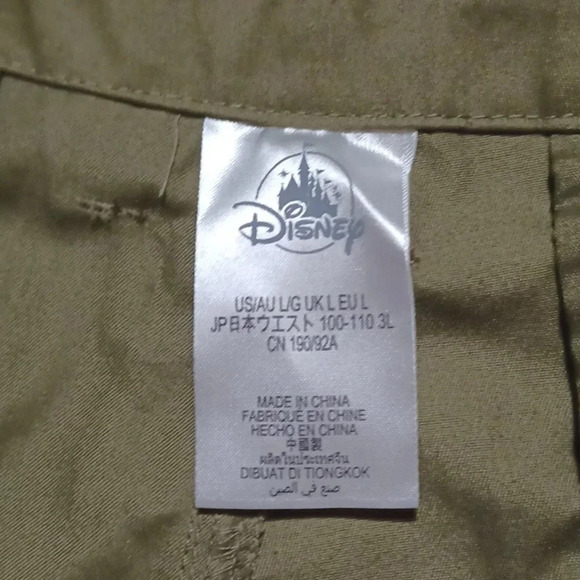 DISNEY
US/AU L/G UK L EU L
JP日本ウエスト 100-110 3L
CN 190/92A
MADE IN CHINA
FABRIQUÉ EN CHINE
HECHO EN CHINA
中國製
ผลิตในประเทศจีน
DIBUAT DI TIONGKOK
صنع في الصين